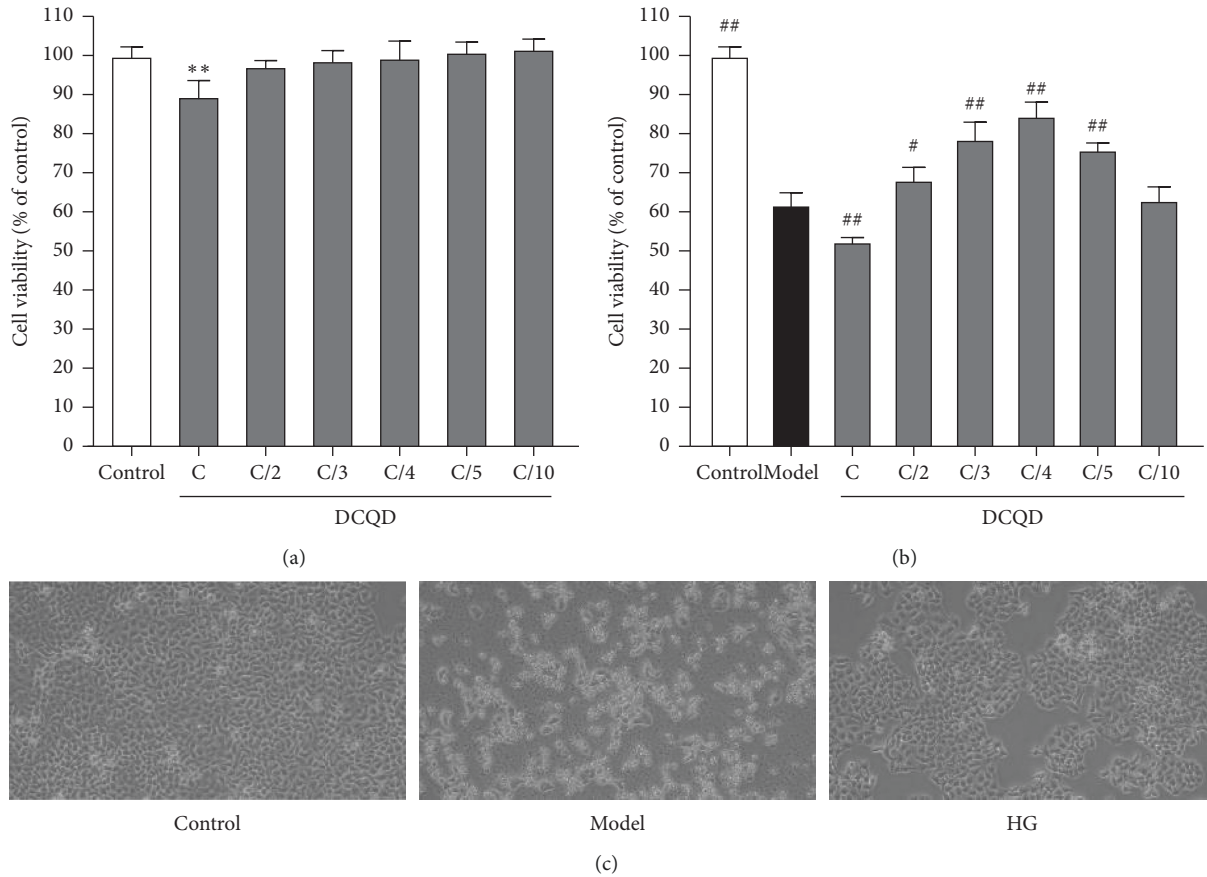 Cell viability (% of control)
110
100
90
80
70
60
50
40
30
20
10
0
**
Control C C/2 C/3 C/4 C/5 C/10
DCQD
(a)
Cell viability (% of control)
110
100
90
80
70
60
50
40
30
20
10
0
## ## # ## ## ##
Control Model C C/2 C/3 C/4 C/5 C/10
DCQD
(b)
Control Model HG
(c)